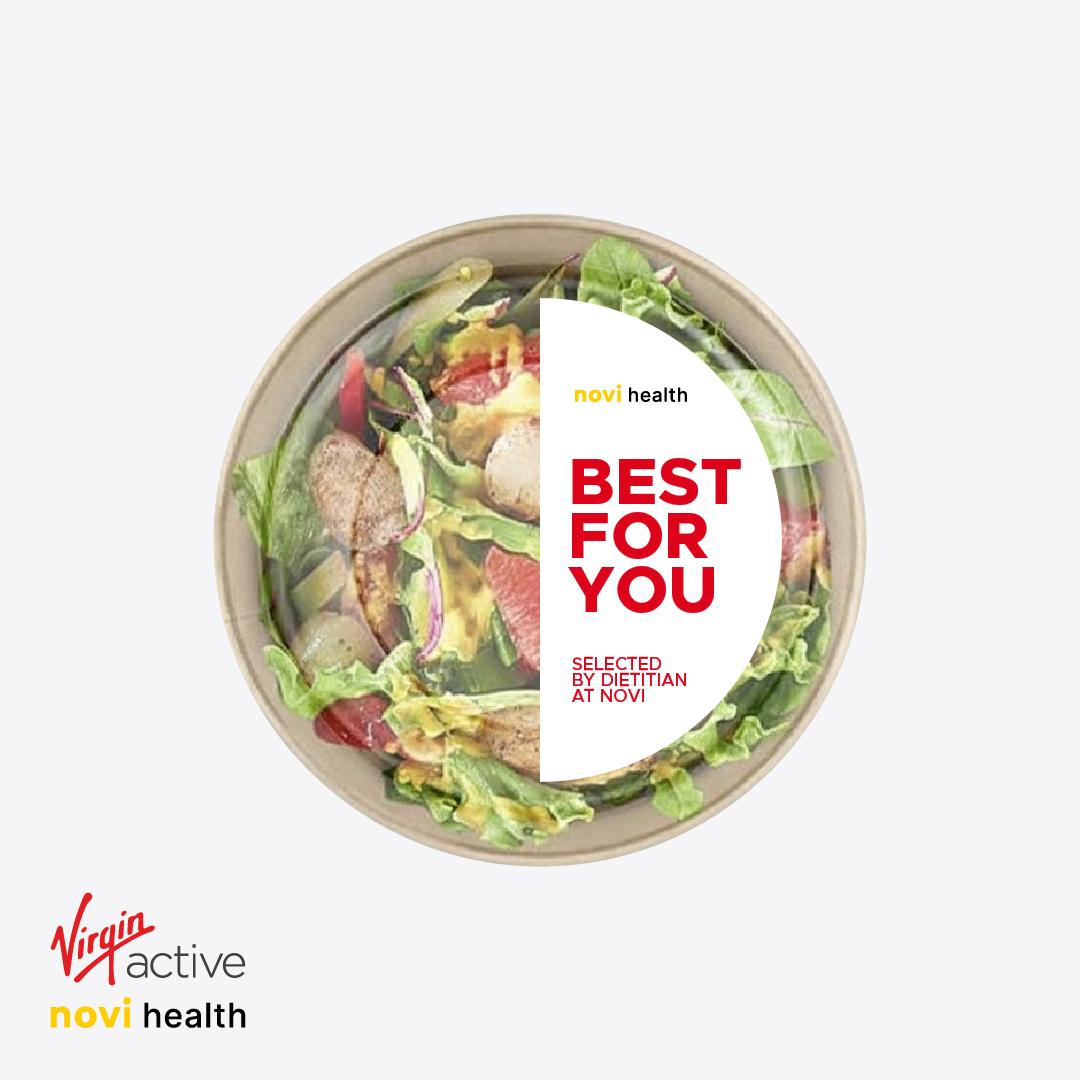 novi health
BEST
FOR
YOU
SELECTED
BY DIETITIAN
AT NOVI
Virgin
active
novi health